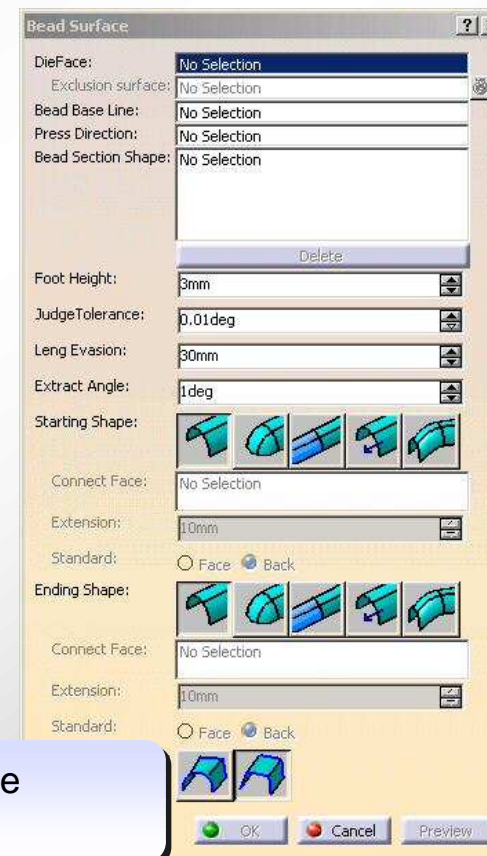 Bead Surface
?
DieFace: No Selection
Exclusion surface: No Selection
Bead Base Line: No Selection
Press Direction: No Selection
Bead Section Shape: No Selection
Delete
Foot Height: 3mm
JudgeTolerance: 0.01deg
Leng Evasion: 30mm
Extract Angle: 1deg
Starting Shape:
Connect Face: No Selection
Extension: 10mm
Standard: Face Back
Ending Shape:
Connect Face: No Selection
Extension: 10mm
Standard: Face Back
OK Cancel Preview